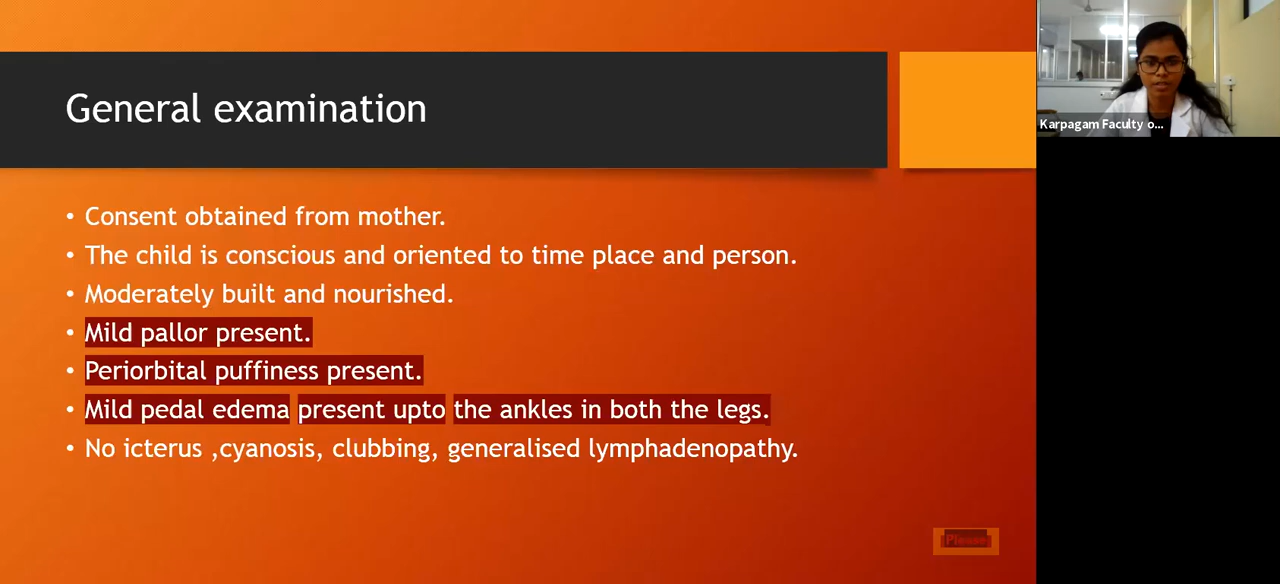 General examination
Karpagam Faculty o...
• Consent obtained from mother.
• The child is conscious and oriented to time place and person.
• Moderately built and nourished.
• Mild pallor present.
• Periorbital puffiness present.
• Mild pedal edema present upto the ankles in both the legs.
• No icterus ,cyanosis, clubbing, generalised lymphadenopathy.
Please